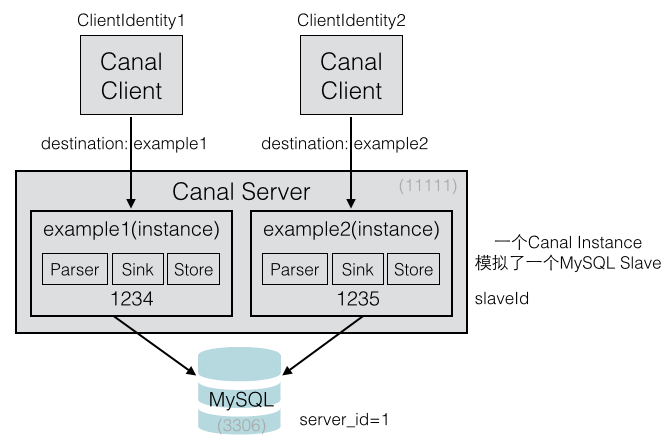 ClientIdentity1
ClientIdentity2
Canal
Client
Canal
Client
destination: example1
destination: example2
Canal Server
(11111)
example1(instance)
Parser
Sink
Store
1234
example2(instance)
Parser
Sink
Store
1235
一个Canal Instance
模拟了一个MySQL Slave
slaveId
MySQL
(3306)
server_id=1